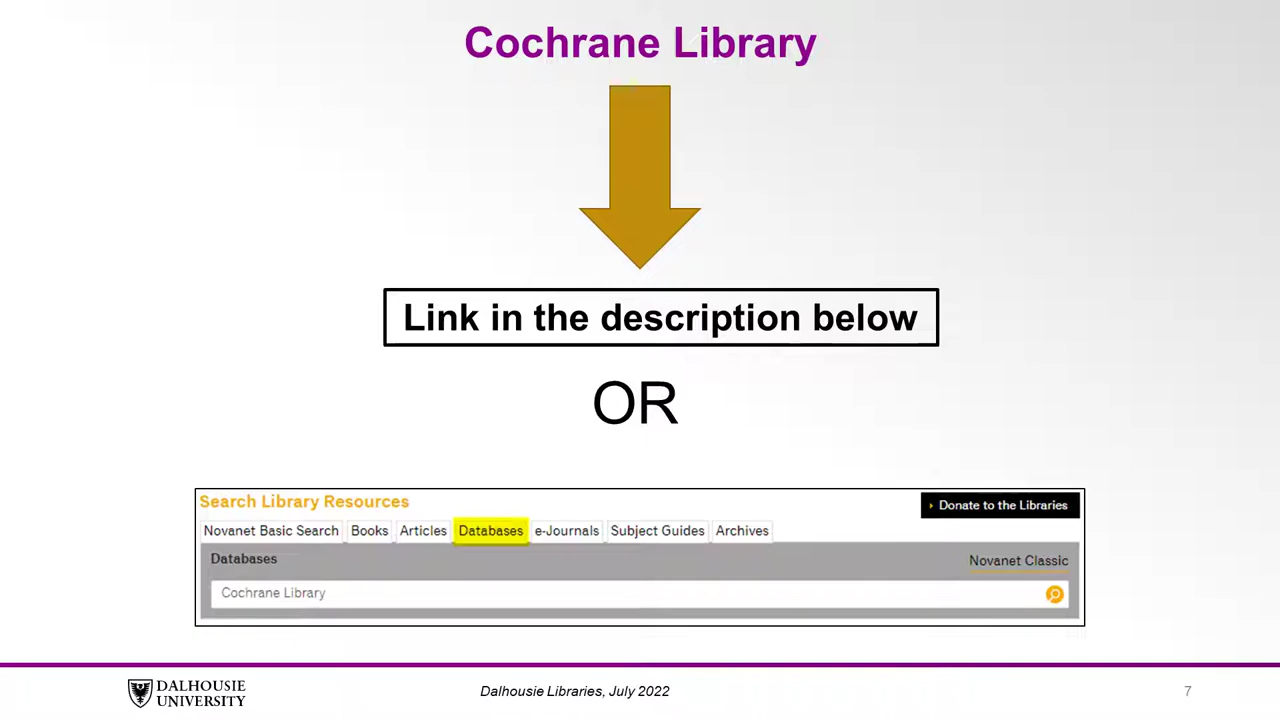 Cochrane Library
Link in the description below
OR
Search Library Resources
Donate to the Libraries
Novanet Basic Search Books Articles Databases e-Journals Subject Guides Archives
Databases
Novanet Classic
Cochrane Library
DALHOUSIE
UNIVERSITY
Dalhousie Libraries, July 2022
7